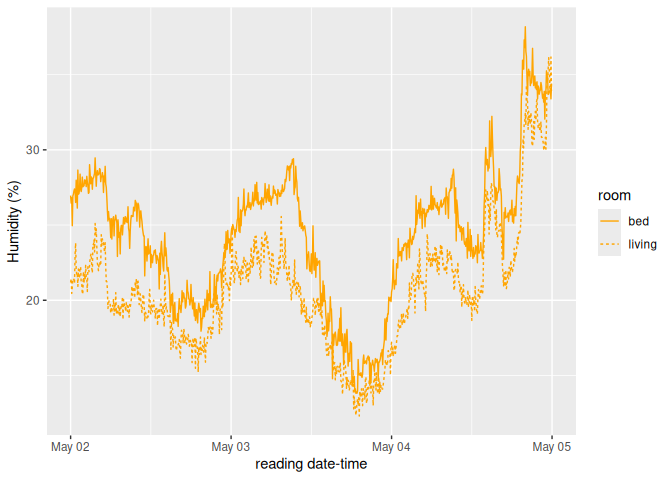 Humidity (%)
30
20
May 02
May 03
May 04
May 05
reading date-time
room
bed
living